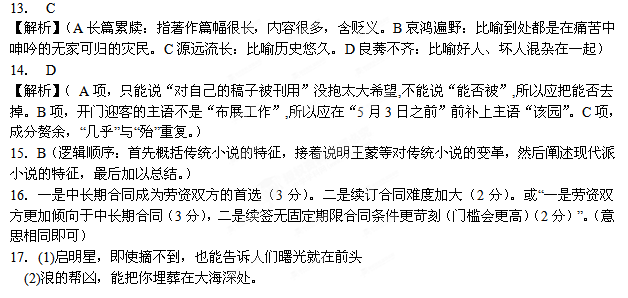 13． C
【解析】（A 长篇累牍：指著作篇幅很长，内容很多，含贬义。B 哀鸿遍野：比喻到处都是在痛苦中
呻吟的无家可归的灾民。C 源远流长：比喻历史悠久。D 良莠不齐：比喻好人、坏人混杂在一起）
14． D
【解析】（ A 项，只能说“对自己的稿子被刊用”没抱太大希望,不能说“能否被”,所以应把能否去
掉。B 项，开门迎客的主语不是“布展工作”,所以应在“5 月 3 日之前”前补上主语“该园”。C 项，
成分赘余，“几乎”与“殆”重复。）
15．B（逻辑顺序：首先概括传统小说的特征，接着说明王蒙等对传统小说的变革，然后阐述现代派
小说的特征，最后加以总结。）
16．一是中长期合同成为劳资双方的首选（3 分）。二是续订合同难度加大（2 分）。或“一是劳资双
方更加倾向于中长期合同（3 分），二是续签无固定期限合同条件更苛刻（门槛会更高）（2 分）”。（意
思相同即可）
17．(1)启明星，即使摘不到，也能告诉人们曙光就在前头
(2)浪的帮凶，能把你埋葬在大海深处。